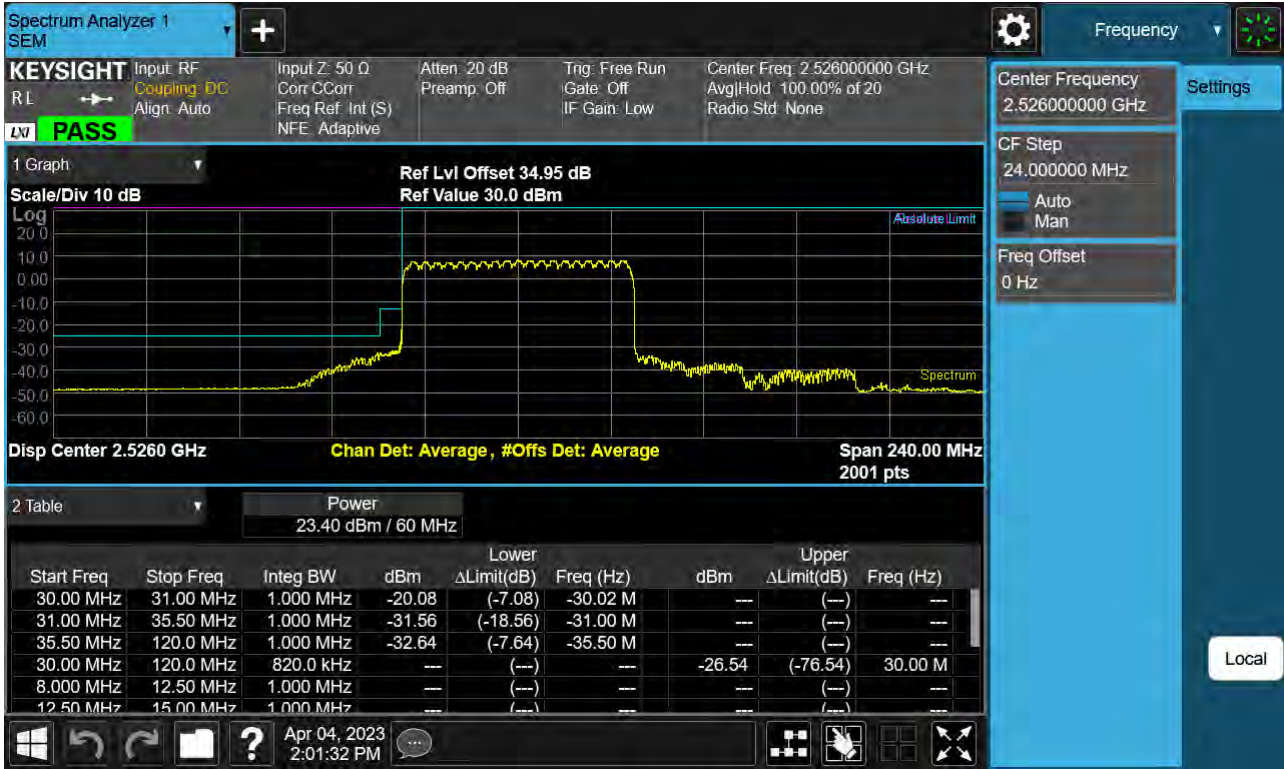 Spectrum Analyzer 1
SEM
Frequency
KEYSIGHT
Input: RF
Coupling: DC
Align: Auto
Input Z: 50 Ω
Corr CCorr
Freq Ref: Int (S)
NFE: Adaptive
Atten: 20 dB
Preamp: Off
Trig: Free Run
Gate: Off
IF Gain: Low
Center Freq: 2.526000000 GHz
Avg|Hold: 100.00% of 20
Radio Std: None
R L
LXI
PASS
1 Graph
Ref Lvl Offset 34.95 dB
Scale/Div 10 dB
Ref Value 30.0 dBm
Log
20.0
10.0
0.00
-10.0
-20.0
-30.0
-40.0
-50.0
-60.0
Limit
Spectrum
Disp Center 2.5260 GHz
Chan Det: Average , #Offs Det: Average
Span 240.00 MHz
2001 pts
2 Table
Power
23.40 dBm / 60 MHz
Lower Upper
Start Freq Stop Freq Integ BW dBm ΔLimit(dB) Freq (Hz) dBm ΔLimit(dB) Freq (Hz)
30.00 MHz 31.00 MHz 1.000 MHz -20.08 (-7.08) -30.02 M --- (---) ---
31.00 MHz 35.50 MHz 1.000 MHz -31.56 (-18.56) -31.00 M --- (---) ---
35.50 MHz 120.0 MHz 1.000 MHz -32.64 (-7.64) -35.50 M --- (---) ---
30.00 MHz 120.0 MHz 820.0 kHz --- (---) --- -26.54 (-76.54) 30.00 M
8.000 MHz 12.50 MHz 1.000 MHz --- (---) --- --- (---) ---
12.50 MHz 15.00 MHz 1.000 MHz --- (---) --- --- (---) ---
Center Frequency
2.526000000 GHz
CF Step
24.000000 MHz
Auto
Man
Freq Offset
0 Hz
Settings
Local
?
Apr 04, 2023
2:01:32 PM